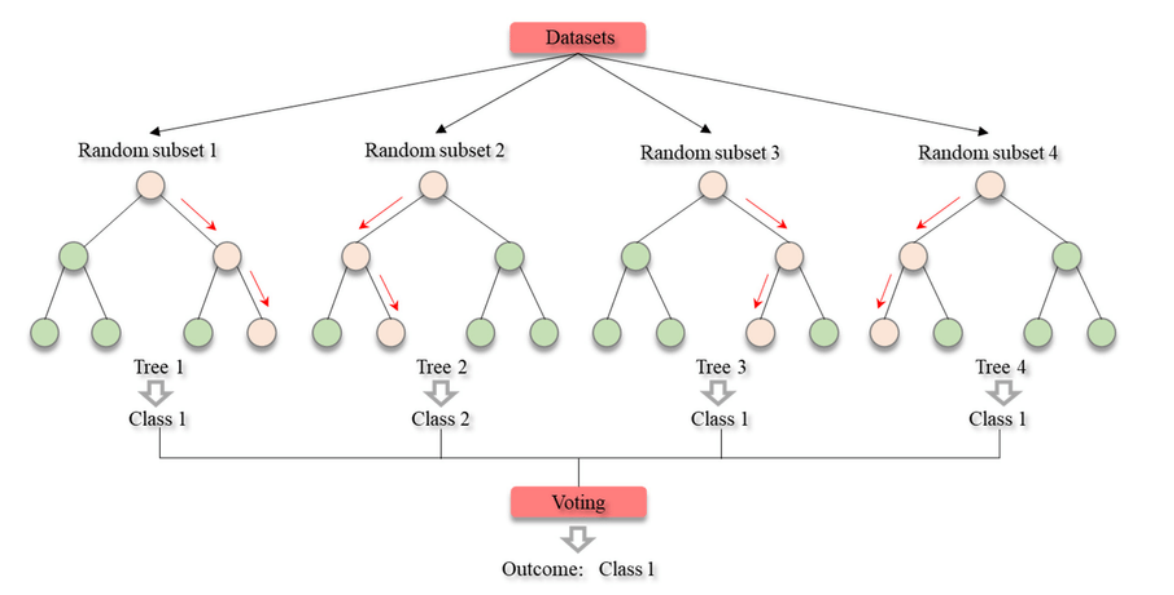 Datasets
Random subset 1
Random subset 2
Random subset 3
Random subset 4
Tree 1
Tree 2
Tree 3
Tree 4
Class 1
Class 2
Class 1
Class 1
Voting
Outcome: Class 1